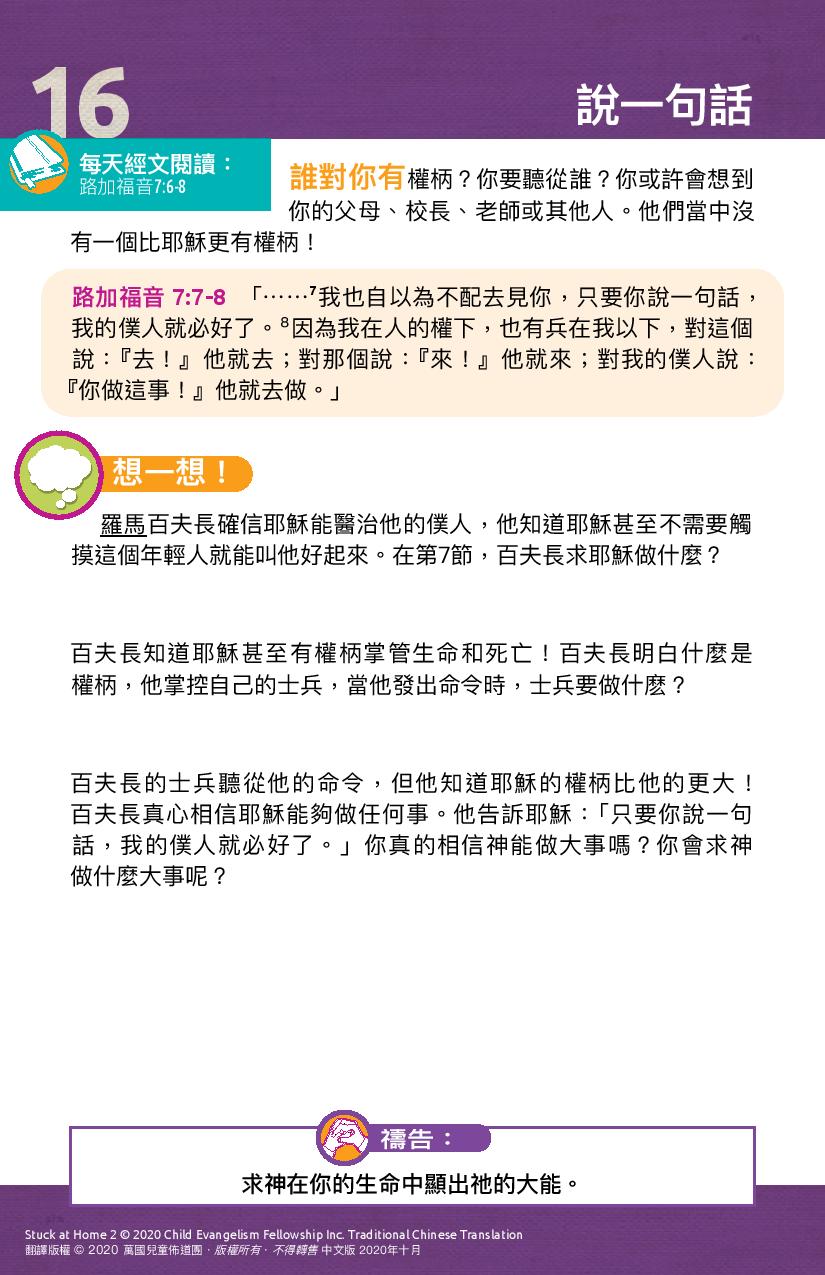 16
說一句話
每天經文閱讀：
路加福音7:6-8
誰對你有權柄？你要聽從誰？你或許會想到
你的父母、校長、老師或其他人。他們當中沒
有一個比耶穌更有權柄！
路加福音 7:7-8 「⋯⋯⁷我也自以為不配去見你，只要你說一句話，
我的僕人就必好了。⁸因為我在人的權下，也有兵在我以下，對這個
說：『去！』他就去；對那個說：『來！』他就來；對我的僕人說：
『你做這事！』他就去做。」
想一想！
羅馬百夫長確信耶穌能醫治他的僕人，他知道耶穌甚至不需要觸
摸這個年輕人就能叫他好起來。在第7節，百夫長求耶穌做什麼？
百夫長知道耶穌甚至有權柄掌管生命和死亡！百夫長明白什麼是
權柄，他掌控自己的士兵，當他發出命令時，士兵要做什麼？
百夫長的士兵聽從他的命令，但他知道耶穌的權柄比他的更大！
百夫長真心相信耶穌能夠做任何事。他告訴耶穌：「只要你說一句
話，我的僕人就必好了。」你真的相信神能做大事嗎？你會求神
做什麼大事呢？
禱告：
求神在你的生命中顯出祂的大能。
Stuck at Home 2 © 2020 Child Evangelism Fellowship Inc. Traditional Chinese Translation
翻譯版權 © 2020 萬國兒童佈道團．版權所有．不得轉售 中文版 2020年十月